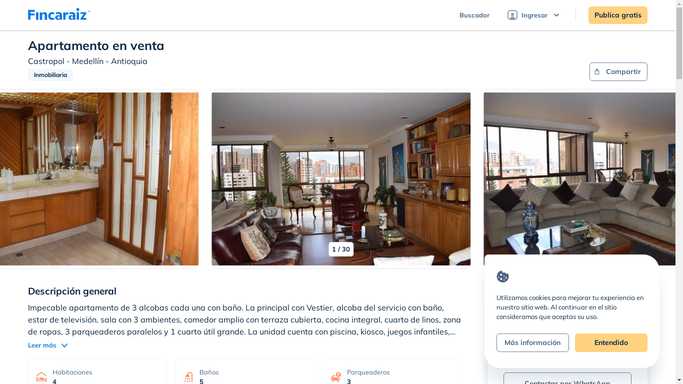 Fincaraiz
Buscador
Ingresar
Publica gratis
Apartamento en venta
Castropol - Medellín - Antioquia
Inmobiliaria
Compartir
1 / 30
Descripción general
Impecable apartamento de 3 alcobas cada una con baño. La principal con Vestier, alcoba del servicio con baño,
estar de televisión, sala con 3 ambientes, comedor amplio con terraza cubierta, cocina integral, cuarto de linos, zona
de ropas, 3 parqueaderos paralelos y 1 cuarto útil grande. La unidad cuenta con piscina, kiosco, juegos infantiles,...
Leer más
Habitaciones
4
Baños
5
Parqueaderos
3
Utilizamos cookies para mejorar tu experiencia en
nuestro sitio web. Al continuar en el sitio
consideramos que aceptas su uso.
Más información
Entendido
Contactar por WhatsApp